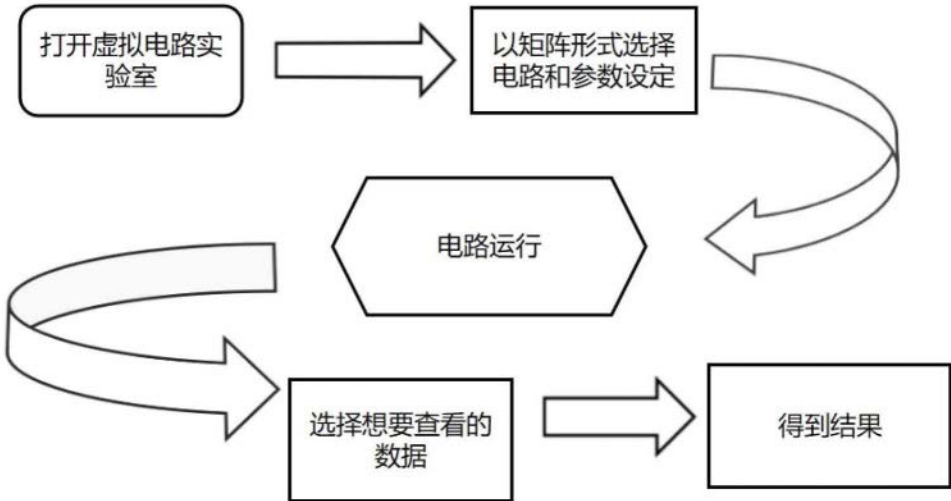 打开虚拟电路实
验室
以矩阵形式选择
电路和参数设定
电路运行
选择想要查看的
数据
得到结果